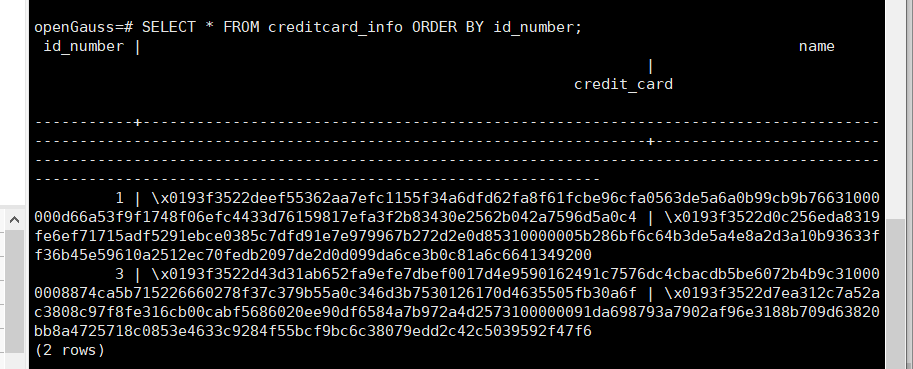 openGauss=# SELECT * FROM creditcard_info ORDER BY id_number;
id_number | name
|
credit_card
-----------+-------------------------------------------------------------------------------------
---------------------------------------------------------------------+--------------------------
-------------------------------------------------------------------------------------------------
----------------------------------------------------------------
1 | \x0193f3522deef55362aa7efc1155f34a6dfd62fa8f61fcfbe96cfa0563de5a6a0b99cb9b76631000
000d66a53f9f1748f06efc4433d76159817efa3f2b83430e2562b042a7596d5a0c4 | \x0193f3522d0c256eda8319
fe6ef71715adf5291ebce0385c7dfd91e7e979967b272d2e0d85310000005b286bf6c64b3de5a4e8a2d3a10b93633f
f36b45e59610a2512ec70fedb2097de2d0d099da6ce3b0c81a6c6641349200
3 | \x0193f3522d43d31ab652fa9efe7dbef0017d4e9590162491c7576dc4cbacdb5be6072b4b9c31000
0008874ca5b715226660278f37c379b55a0c346d3b7530126170d4635505fb30a6f | \x0193f3522d7ea312c7a52a
c3808c97f8fe316cb00cabf5686020ee90df6584a7b972a4d2573100000091da698793a7902af96e3188b709d63820
bb8a4725718c0853e4633c9284f55bcf9bc6c38079edd2c42c5039592f47f6
(2 rows)